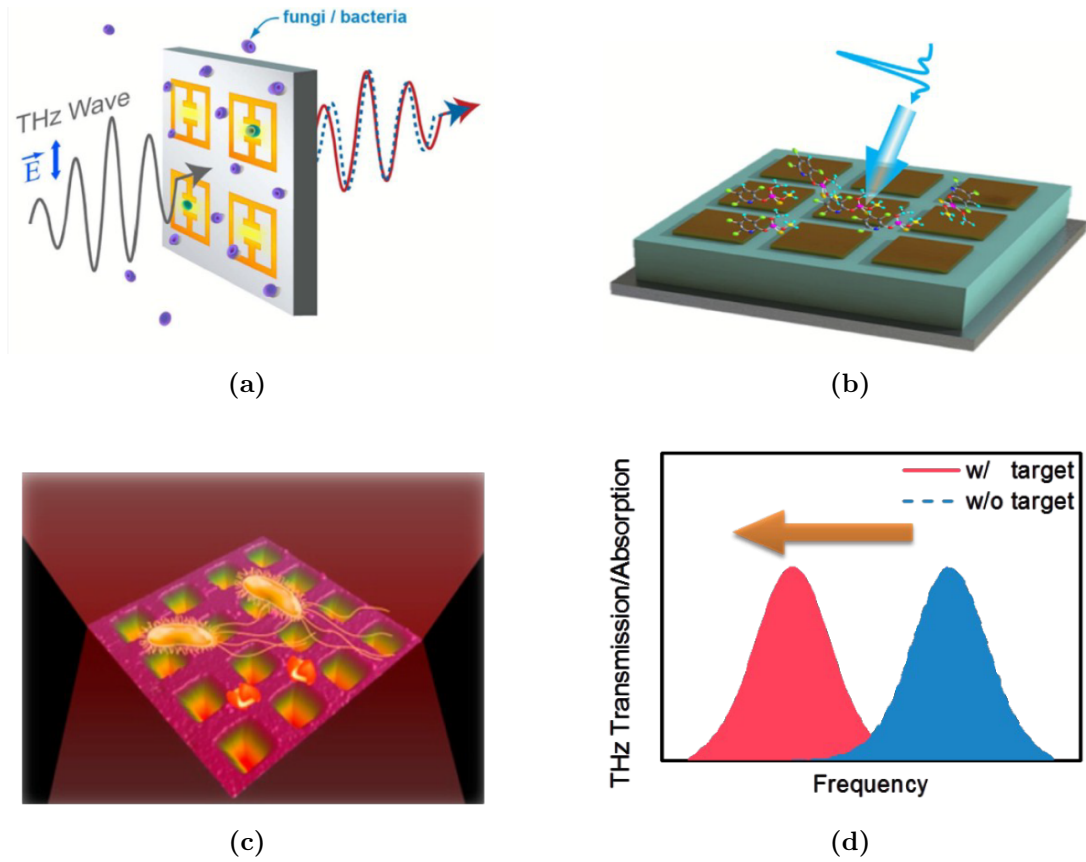 fungi / bacteria
THz Wave
E
(a)
(b)
(c)
THz Transmission/Absorption
w/ target
w/o target
Frequency
(d)